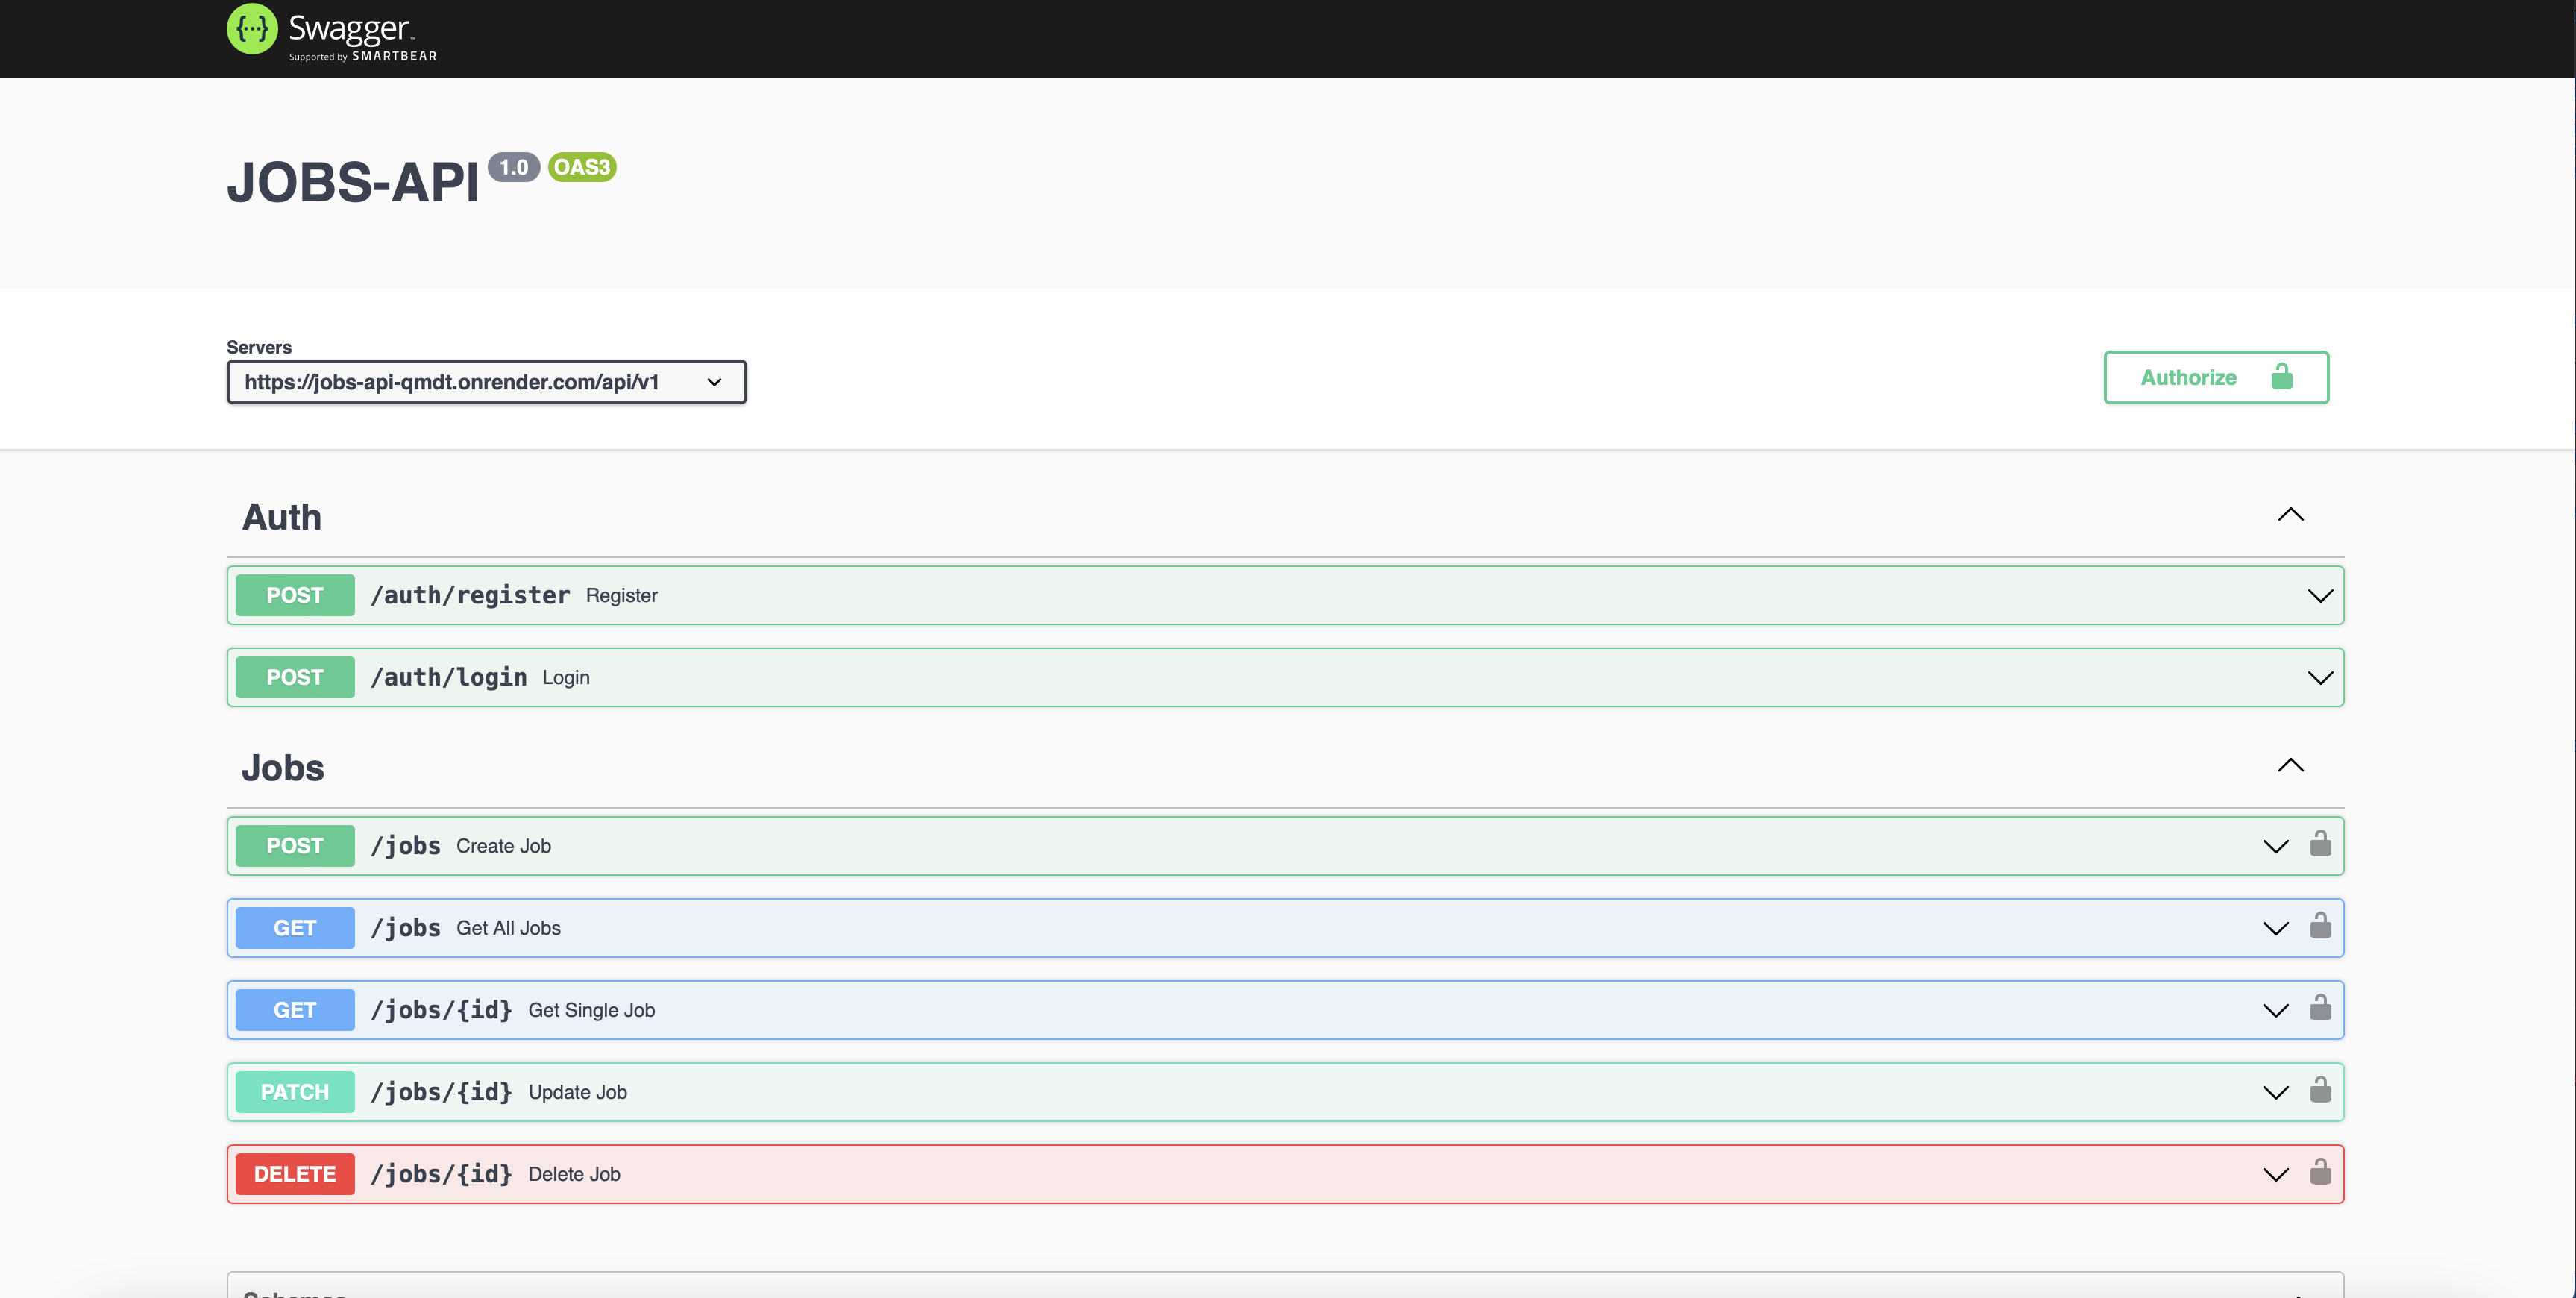 Swagger™
Supported by SMARTBEAR
JOBS-API 1.0 OAS3
Servers
https://jobs-api-qmdt.onrender.com/api/v1
Authorize
Auth
POST /auth/register Register
POST /auth/login Login
Jobs
POST /jobs Create Job
GET /jobs Get All Jobs
GET /jobs/{id} Get Single Job
PATCH /jobs/{id} Update Job
DELETE /jobs/{id} Delete Job
Schemas